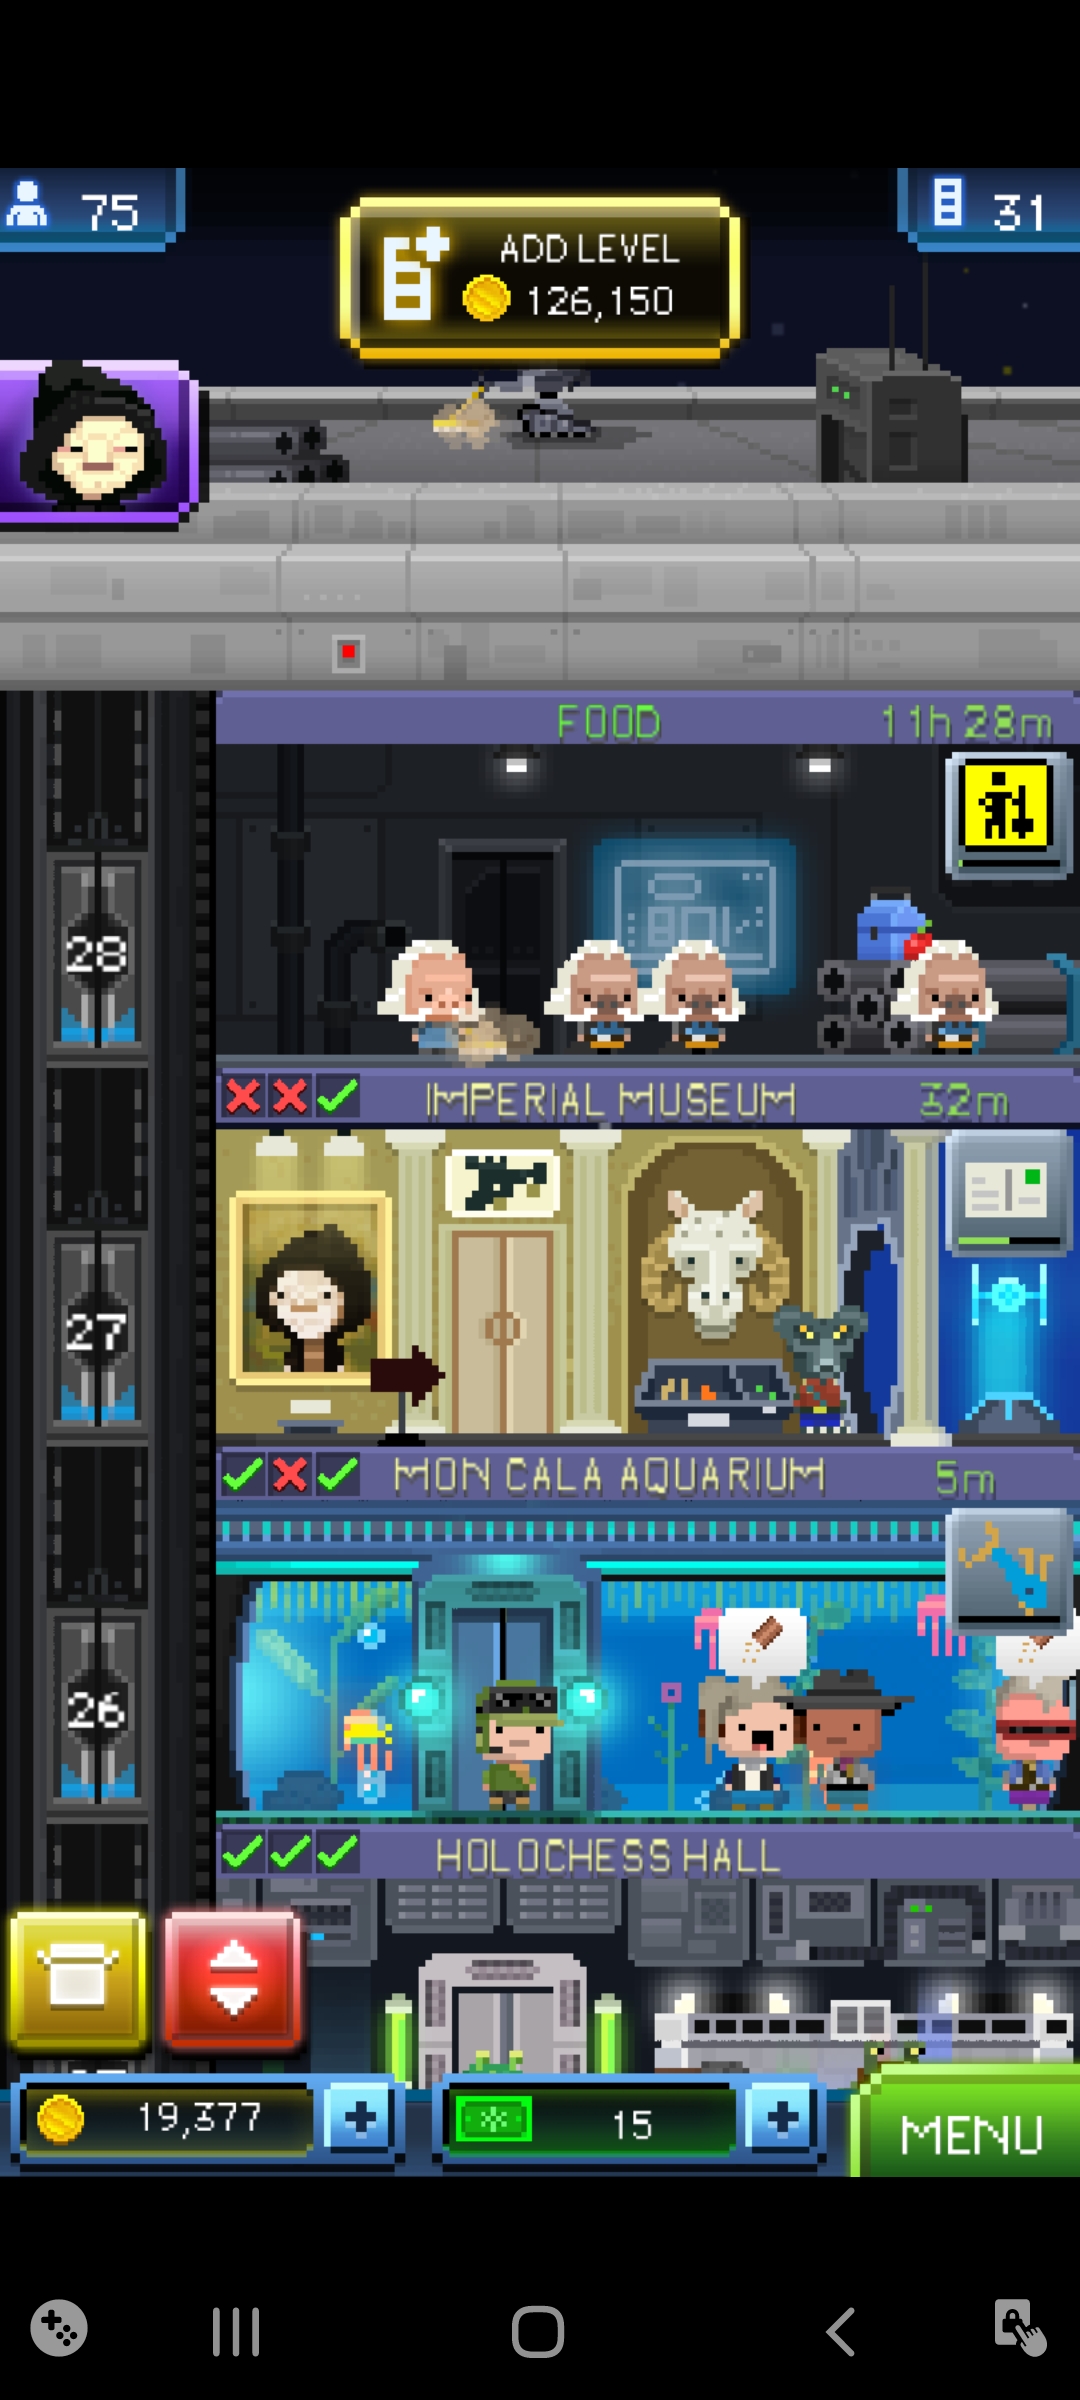 75
ADD LEVEL
126,150
31
FOOD
11h 28m
28
IMPERIAL MUSEUM
32m
27
MON CALA AQUARIUM
5m
26
HOLOCHESS HALL
19,377
15
MENU